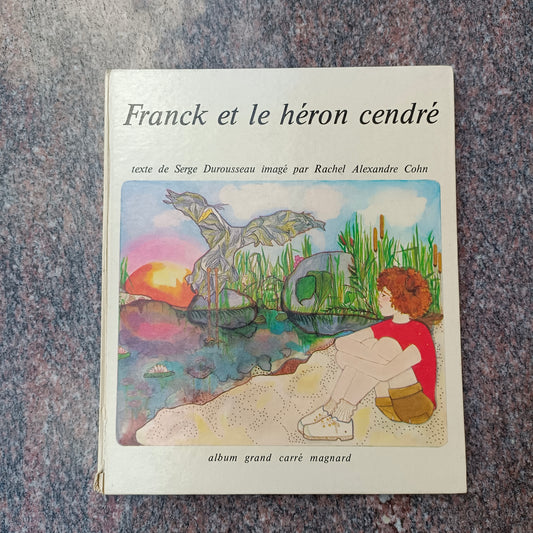 Franck et le héron cendré
texte de Serge Durousseau imagé par Rachel Alexandre Cohn
album grand carré magnard